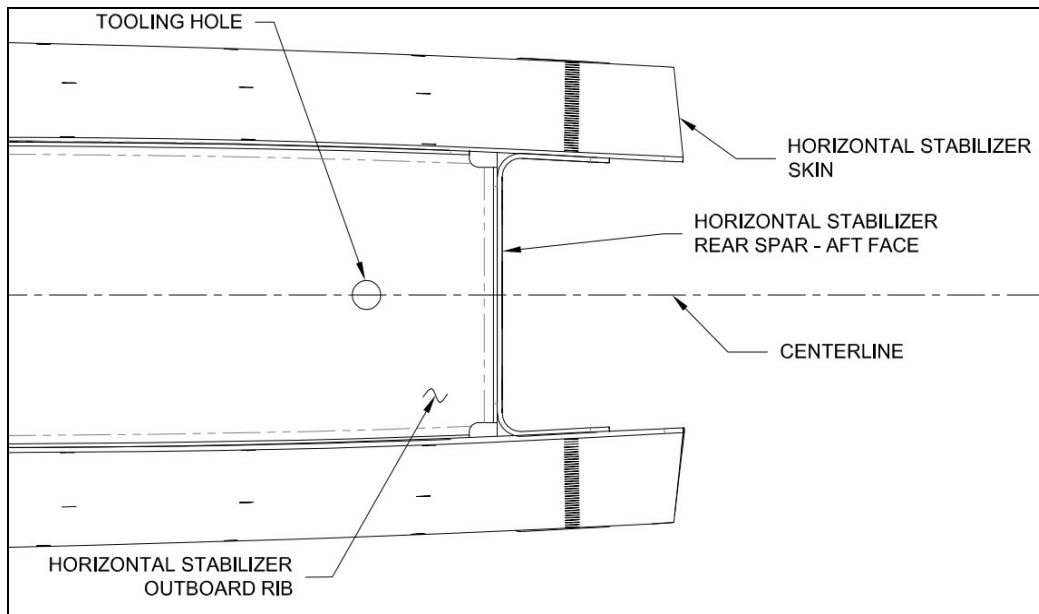 TOOLING HOLE
HORIZONTAL STABILIZER
SKIN
HORIZONTAL STABILIZER
REAR SPAR - AFT FACE
CENTERLINE
HORIZONTAL STABILIZER
OUTBOARD RIB